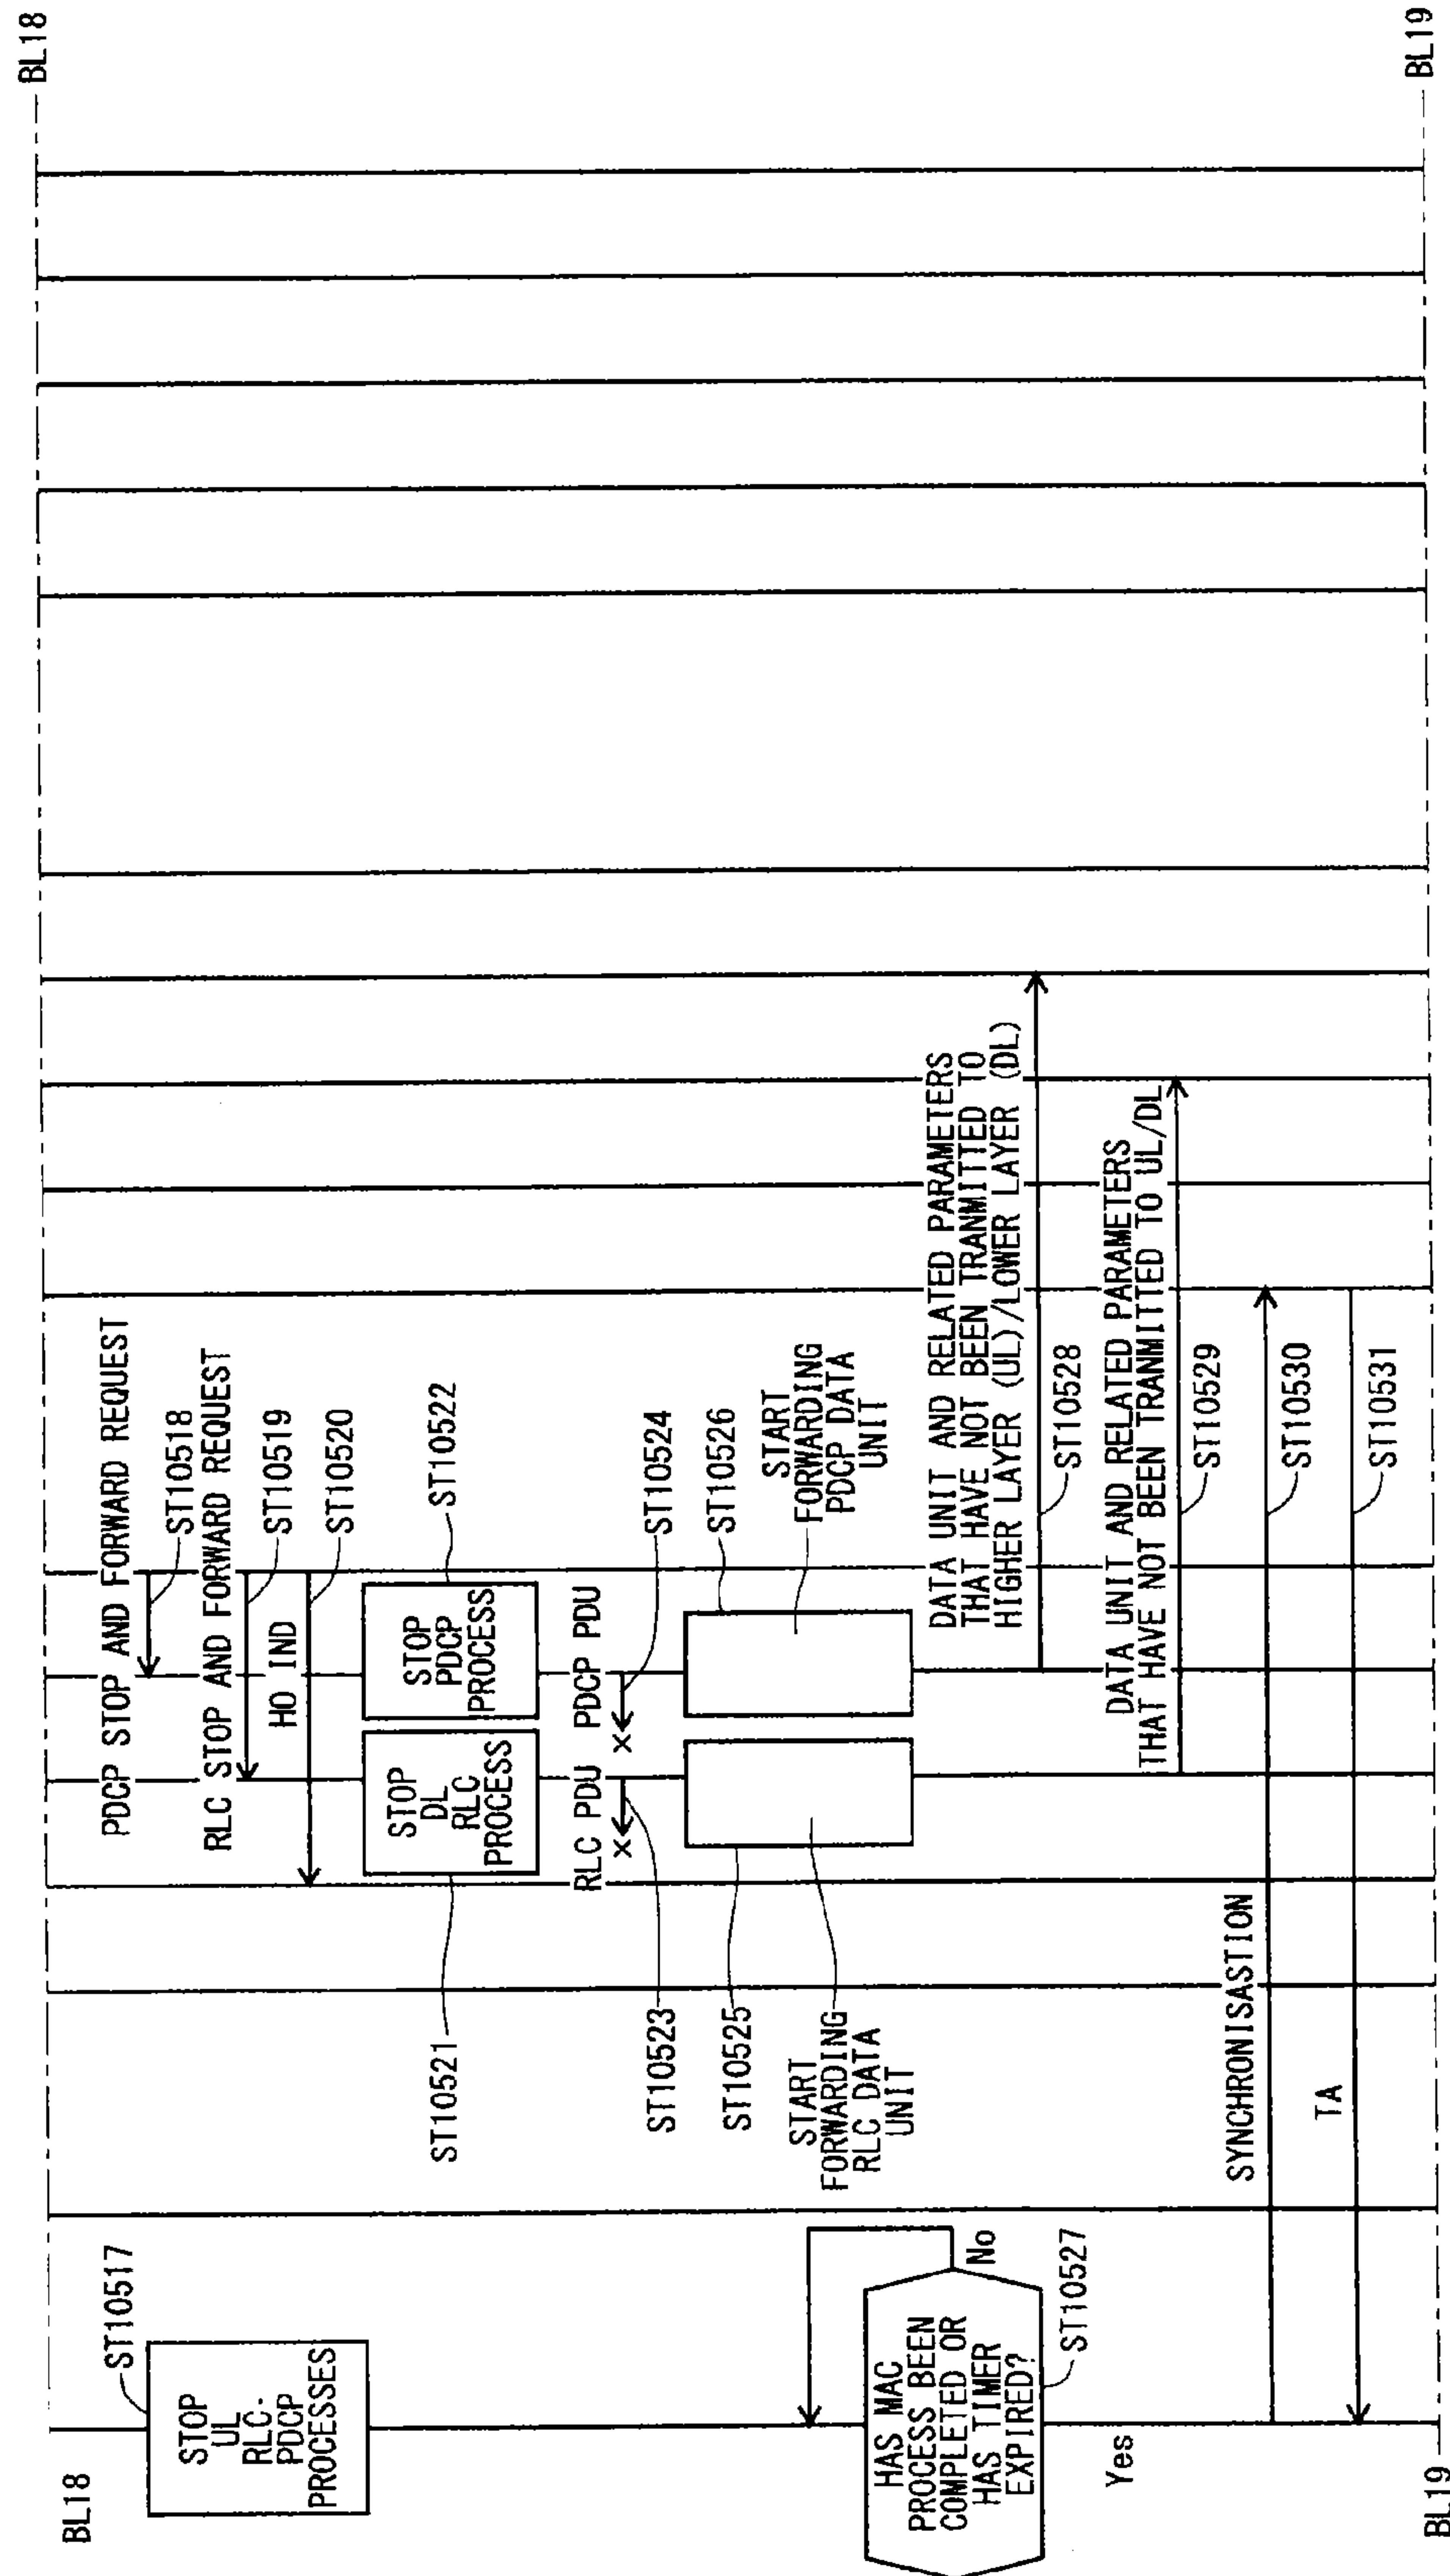 BL18
BL18
ST10517
STOP
UL
RLC.
PDCP
PROCESSES
PDCP STOP AND FORWARD REQUEST
ST10518
RLC STOP AND FORWARD REQUEST
ST10519
HO IND
ST10520
STOP
DL
RLC
PROCESS
ST10521
STOP
PDCP
PROCESS
ST10522
RLC PDU
ST10523
PDCP PDU
ST10524
ST10525
START
FORWARDING
RLC DATA
UNIT
ST10526
START
FORWARDING
PDCP DATA
UNIT
HAS MAC
PROCESS BEEN
COMPLETED OR
HAS TIMER
EXPIRED?
No
ST10527
Yes
DATA UNIT AND RELATED PARAMETERS
THAT HAVE NOT BEEN TRANMITTED TO
HIGHER LAYER (UL)/LOWER LAYER (DL)
ST10528
DATA UNIT AND RELATED PARAMETERS
THAT HAVE NOT BEEN TRANMITTED TO UL/DL
ST10529
SYNCHRONISASTION
ST10530
TA
ST10531
BL19
BL19